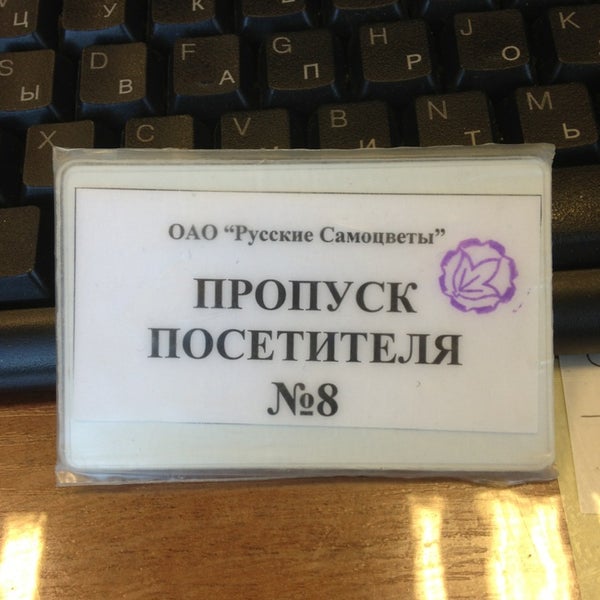 Ц У К
S D F G H J K
Ы В А П Р О
X C V B N M
И Т Ь
ОАО “Русские Самоцветы”
ПРОПУСК
ПОСЕТИТЕЛЯ
№8